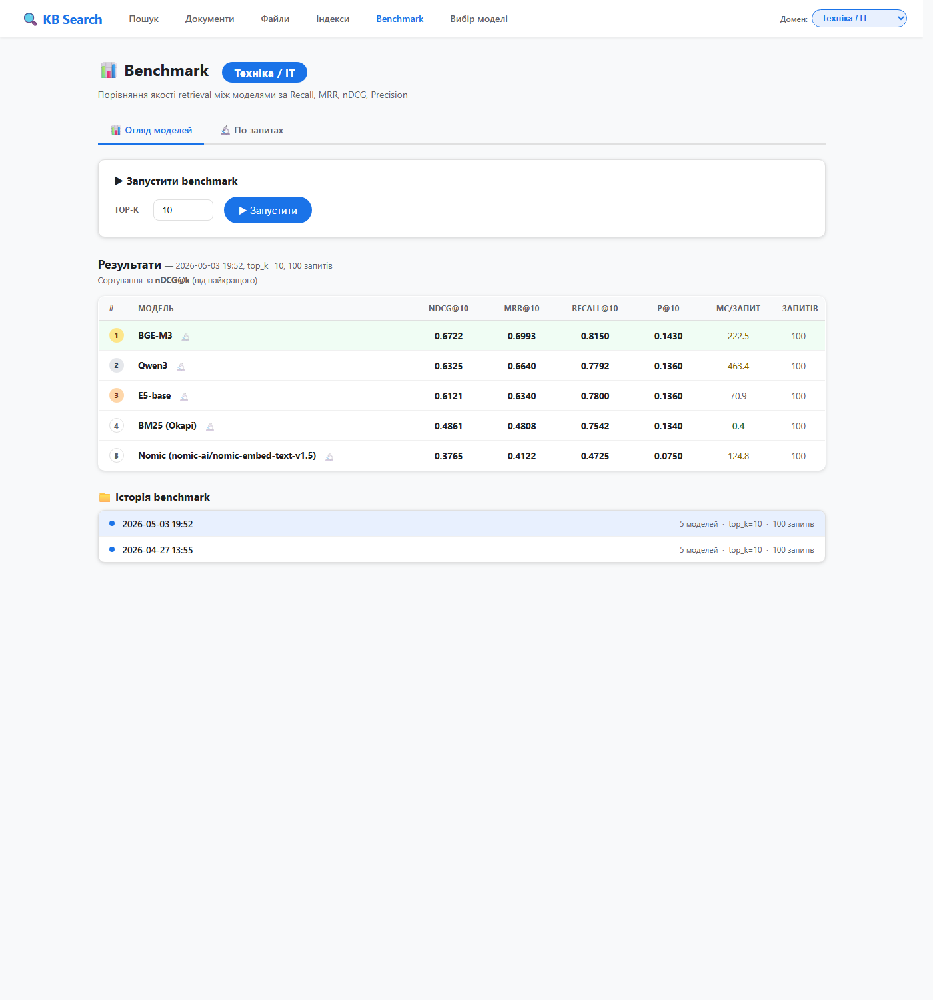 KB Search Пошук Документи Файли Індекси Benchmark Вибір моделі Домен: Техніка / IT
Benchmark Техніка / IT
Порівняння якості retrieval між моделями за Recall, MRR, nDCG, Precision
Огляд моделей По запитах
▶ Запустити benchmark
TOP-K 10 ▶ Запустити
Результати — 2026-05-03 19:52, top_k=10, 100 запитів
Сортування за nDCG@k (від найкращого)
# МОДЕЛЬ NDCG@10 MRR@10 RECALL@10 P@10 МС/ЗАПИТ ЗАПИТІВ
1 BGE-M3 0.6722 0.6993 0.8150 0.1430 222.5 100
2 Qwen3 0.6325 0.6640 0.7792 0.1360 463.4 100
3 E5-base 0.6121 0.6340 0.7800 0.1360 70.9 100
4 BM25 (Okapi) 0.4861 0.4808 0.7542 0.1340 0.4 100
5 Nomic (nomic-ai/nomic-embed-text-v1.5) 0.3765 0.4122 0.4725 0.0750 124.8 100
Історія benchmark
2026-05-03 19:52 5 моделей · top_k=10 · 100 запитів
2026-04-27 13:55 5 моделей · top_k=10 · 100 запитів